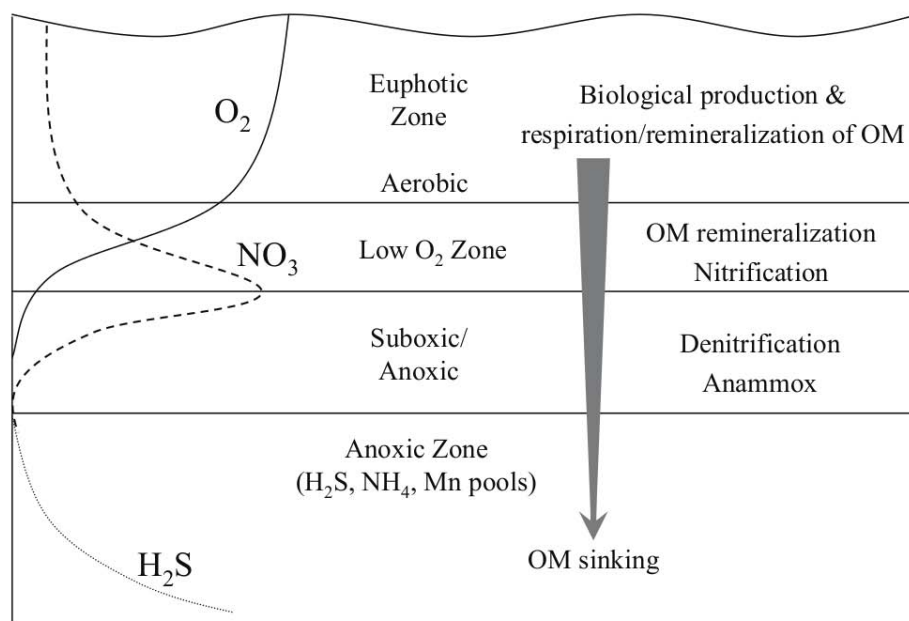 O₂
Euphotic
Zone
Biological production &
respiration/remineralization of OM
Aerobic
NO₃
Low O₂ Zone
OM remineralization
Nitrification
Suboxic/
Anoxic
Denitrification
Anammox
Anoxic Zone
(H₂S, NH₄, Mn pools)
H₂S
OM sinking